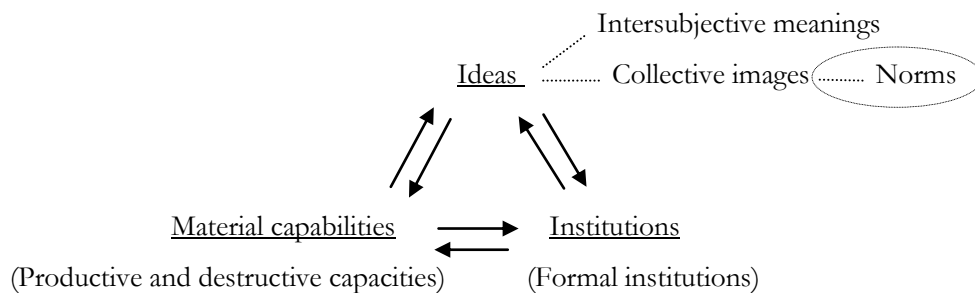 Intersubjective meanings
Ideas Collective images Norms
Material capabilities Institutions
(Productive and destructive capacities) (Formal institutions)